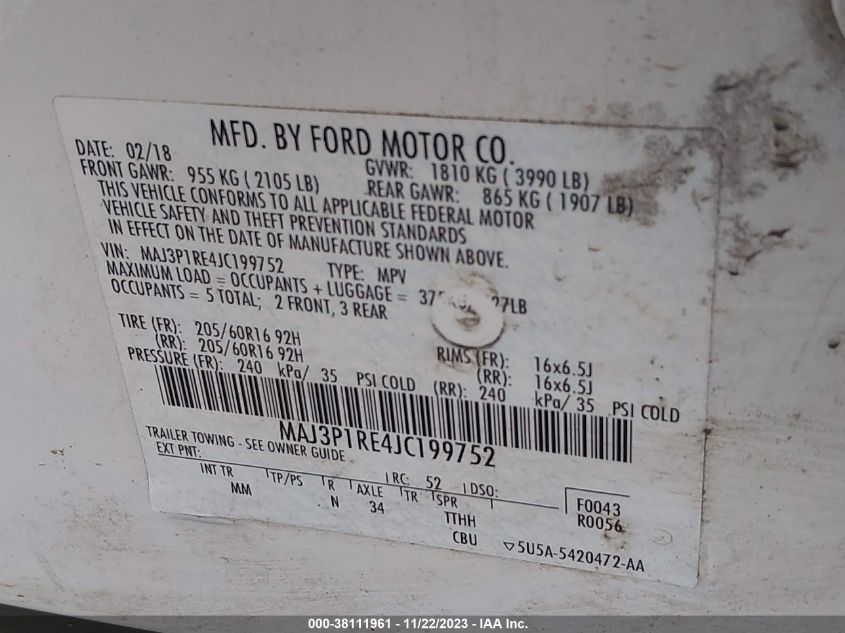 MFD. BY FORD MOTOR CO.
DATE: 02/18 GVWR: 1810 KG ( 3990 LB)
FRONT GAWR: 955 KG ( 2105 LB) REAR GAWR: 865 KG ( 1907 LB)
THIS VEHICLE CONFORMS TO ALL APPLICABLE FEDERAL MOTOR
VEHICLE SAFETY AND THEFT PREVENTION STANDARDS
IN EFFECT ON THE DATE OF MANUFACTURE SHOWN ABOVE.
VIN: MAJ3P1RE4JC199752 TYPE: MPV
MAXIMUM LOAD = OCCUPANTS + LUGGAGE =
OCCUPANTS = 5 TOTAL; 2 FRONT, 3 REAR
TIRE (FR): 205/60R16 92H RIMS (FR): 16x6.5J
(RR): 205/60R16 92H (RR): 16x6.5J
PRESSURE (FR): 240 kPa/ 35 PSI COLD (RR): 240 kPa/ 35 PSI COLD
MAJ3P1RE4JC199752
TRAILER TOWING - SEE OWNER GUIDE
EXT PNT: RC: 52 DSO:
INT TR TP/PS R AXLE TR SPR F0043
MM N 34 TTHH R0056
CBU 5U5A-5420472-AA
000-38111961 - 11/22/2023 - IAA Inc.